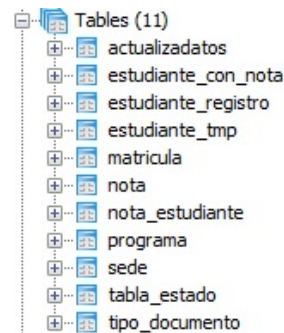 Tables (11)
actualizadatos
estudiante_con_nota
estudiante_registro
estudiante_tmp
matricula
nota
nota_estudiante
programa
sede
tabla_estado
tipo_documento